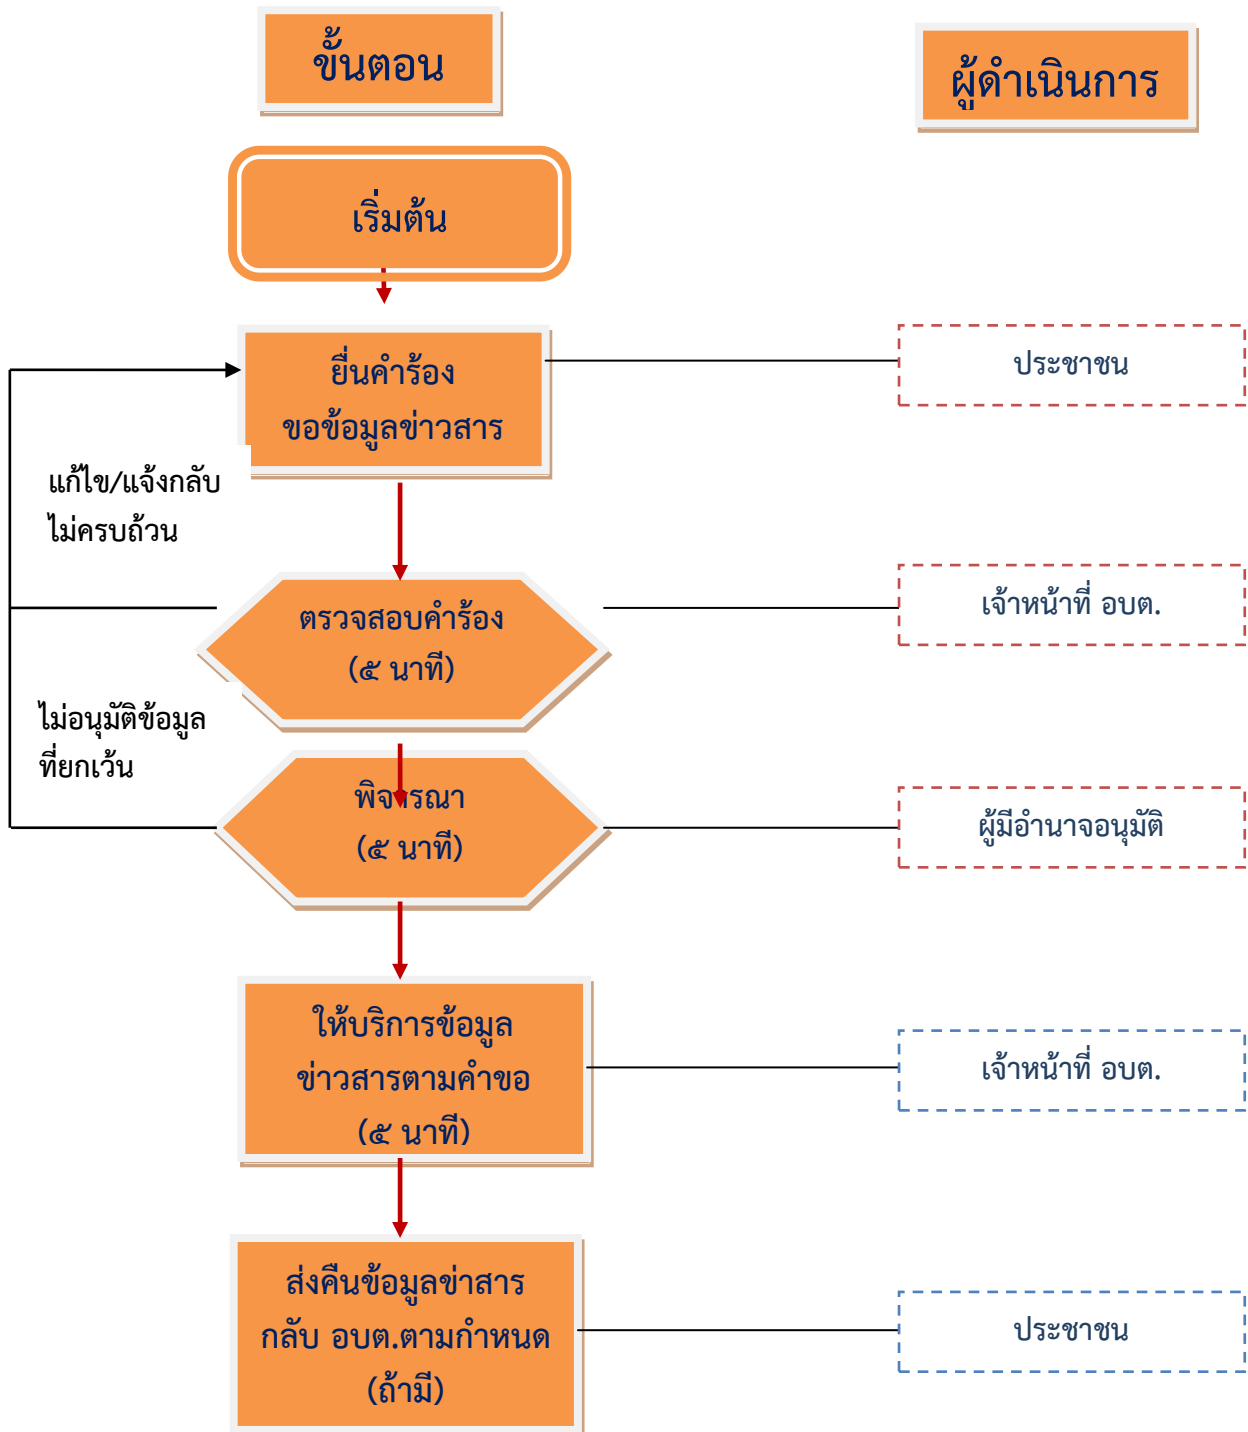 ขั้นตอน
ผู้ดำเนินการ
เริ่มต้น
ยื่นคำร้อง
ขอข้อมูลข่าวสาร
ประชาชน
แก้ไข/แจ้งกลับ
ไม่ครบถ้วน
ตรวจสอบคำร้อง
(๕ นาที)
เจ้าหน้าที่ อบต.
ไม่อนุมัติข้อมูล
ที่ยกเว้น
พิจารณา
(๕ นาที)
ผู้มีอำนาจอนุมัติ
ให้บริการข้อมูล
ข่าวสารตามคำขอ
(๕ นาที)
เจ้าหน้าที่ อบต.
ส่งคืนข้อมูลข่าสาร
กลับ อบต.ตามกำหนด
(ถ้ามี)
ประชาชน